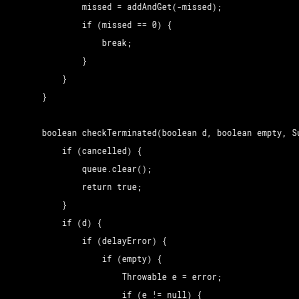 missed = addAndGet(-missed);
if (missed == 0) {
break;
}
}
}
boolean checkTerminated(boolean d, boolean empty, Su
if (cancelled) {
queue.clear();
return true;
}
if (d) {
if (delayError) {
if (empty) {
Throwable e = error;
if (e != null) {